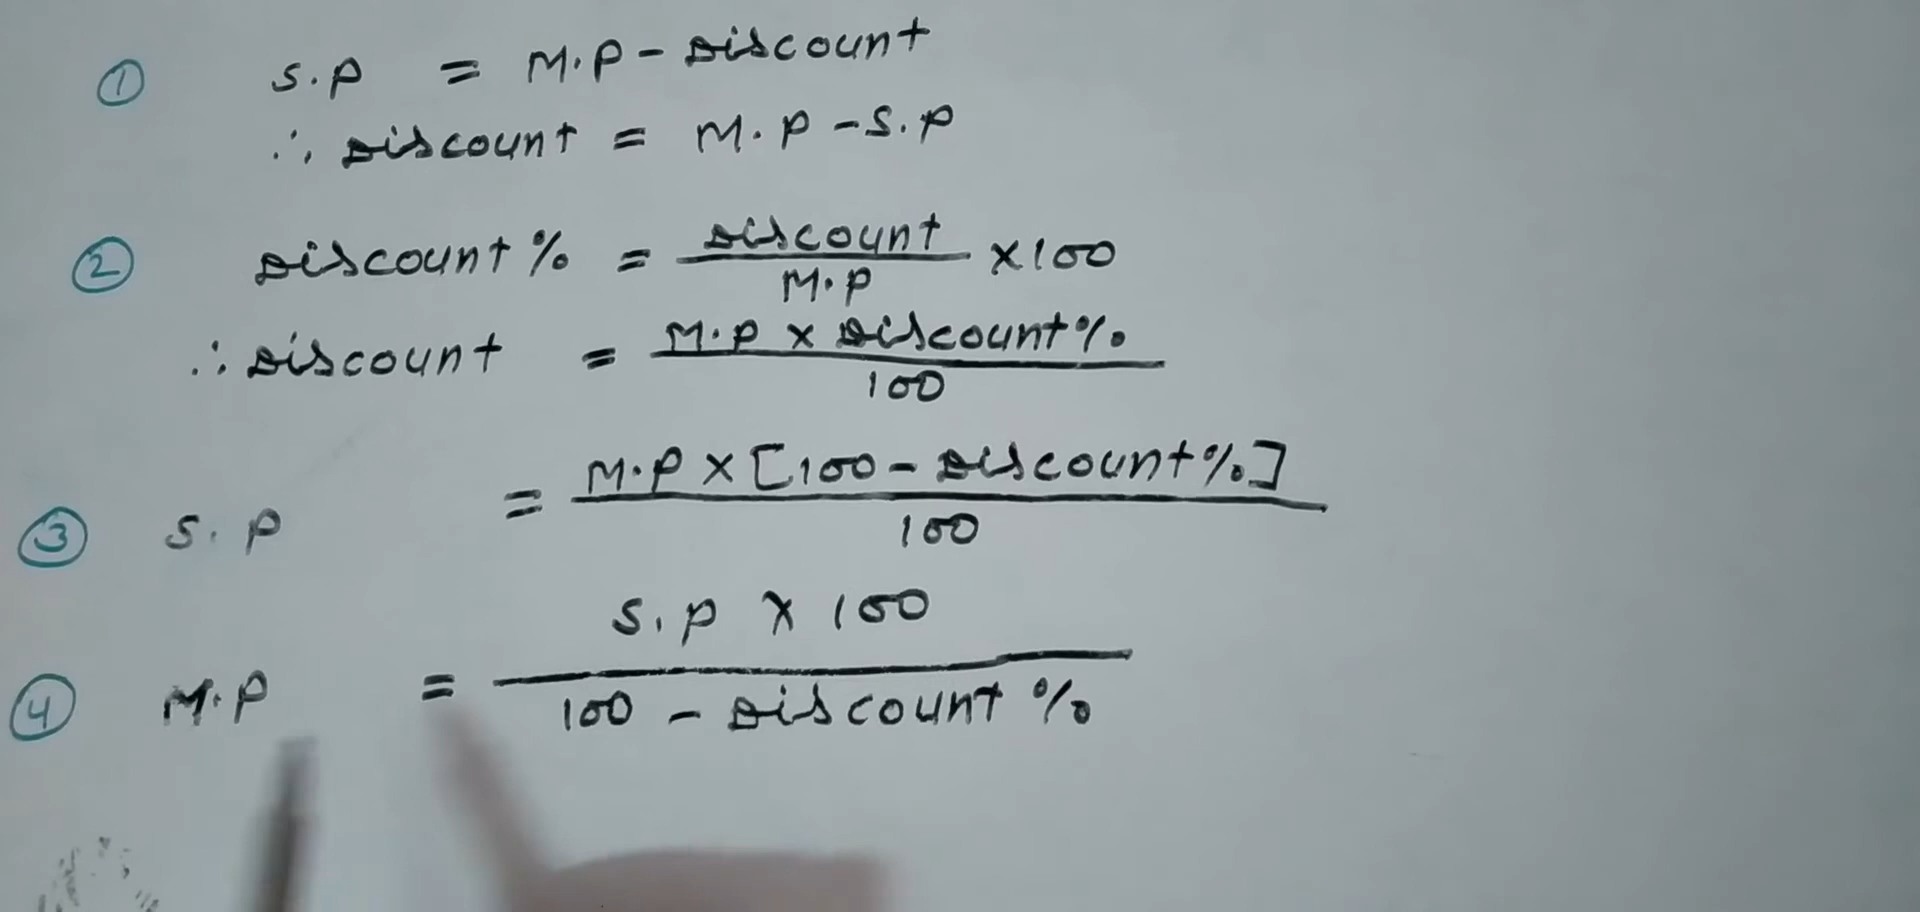 ① S.P = M.P - Discount
∴ Discount = M.P - S.P
② Discount % = Discount / M.P × 100
∴ Discount = M.P × Discount % / 100
③ S.P = M.P × [100 - Discount %] / 100
④ M.P = S.P × 100 / 100 - Discount %